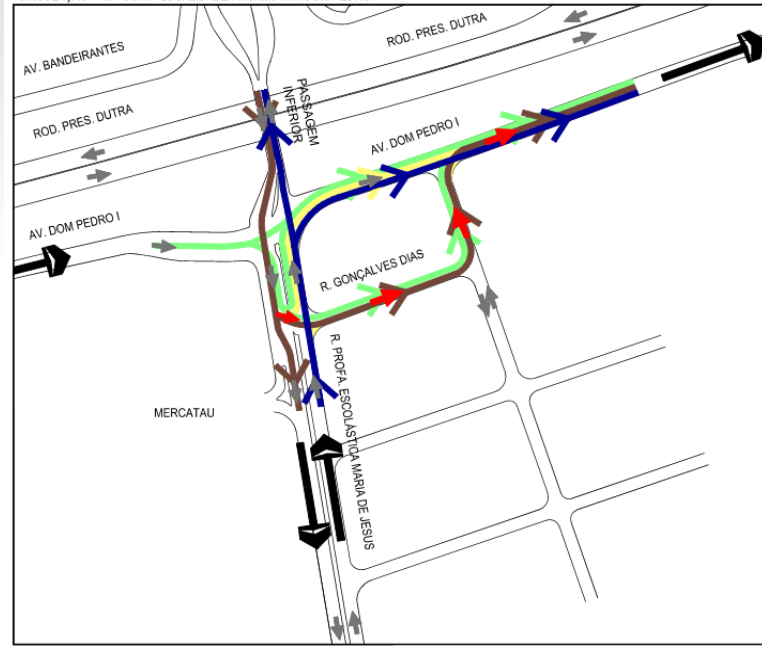 AV. BANDEIRANTES
ROD. PRES. DUTRA
ROD. PRES. DUTRA
PASSAGEM
INFERIOR
AV. DOM PEDRO I
AV. DOM PEDRO I
R. GONÇALVES DIAS
R. PROFA. ESCOLÁSTICA MARIA DE JESUS
MERCATAU